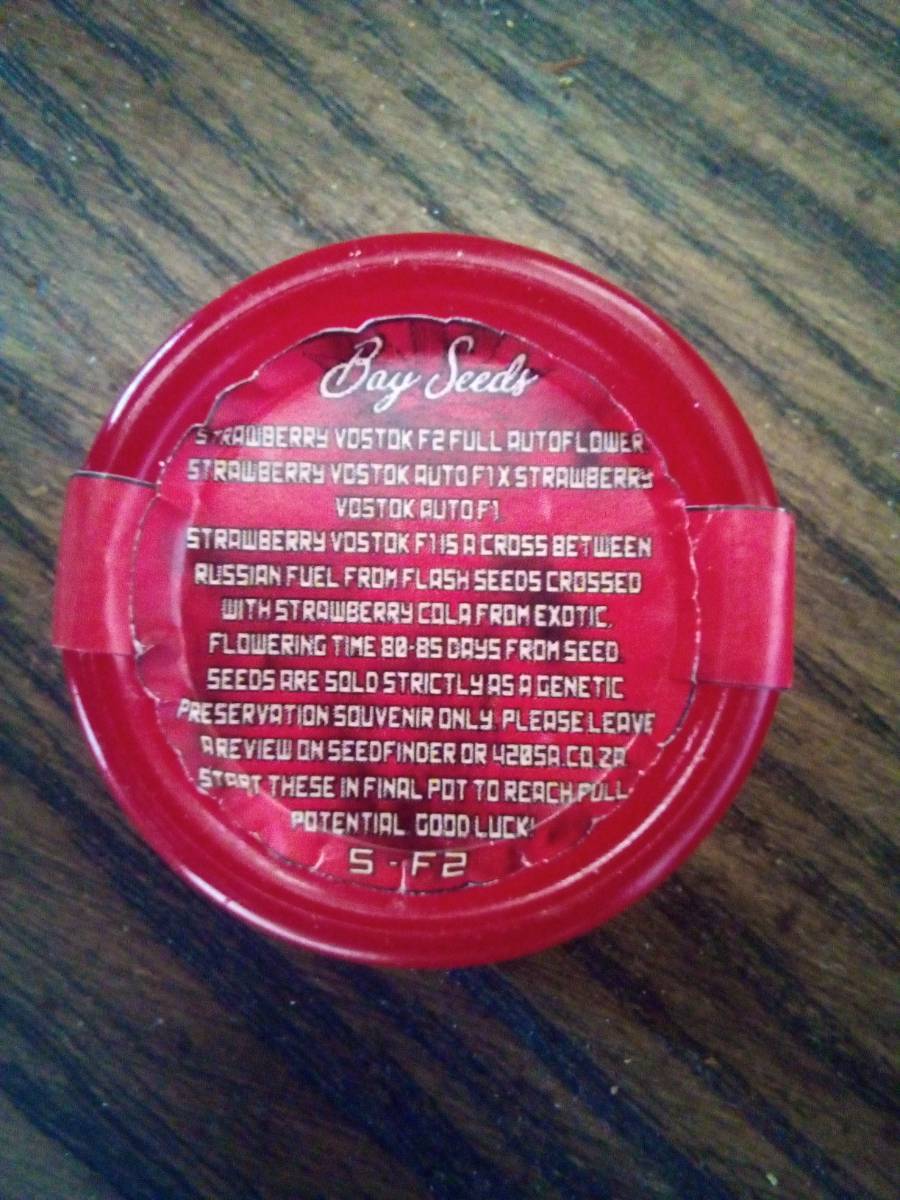 Bay Seeds
STRAWBERRY VOSTOK F2 FULL AUTOFLOWER.
STRAWBERRY VOSTOK AUTO F1 X STRAWBERRY
VOSTOK AUTO F1.
STRAWBERRY VOSTOK F1 IS A CROSS BETWEEN
RUSSIAN FUEL FROM FLASH SEEDS CROSSED
WITH STRAWBERRY COLA FROM EXOTIC.
FLOWERING TIME 80-85 DAYS FROM SEED.
SEEDS ARE SOLD STRICTLY AS A GENETIC
PRESERVATION SOUVENIR ONLY. PLEASE LEAVE
A REVIEW ON SEEDFINDER OR 420SA.CO.ZA.
START THESE IN FINAL POT TO REACH FULL
POTENTIAL. GOOD LUCK!
5 - F2